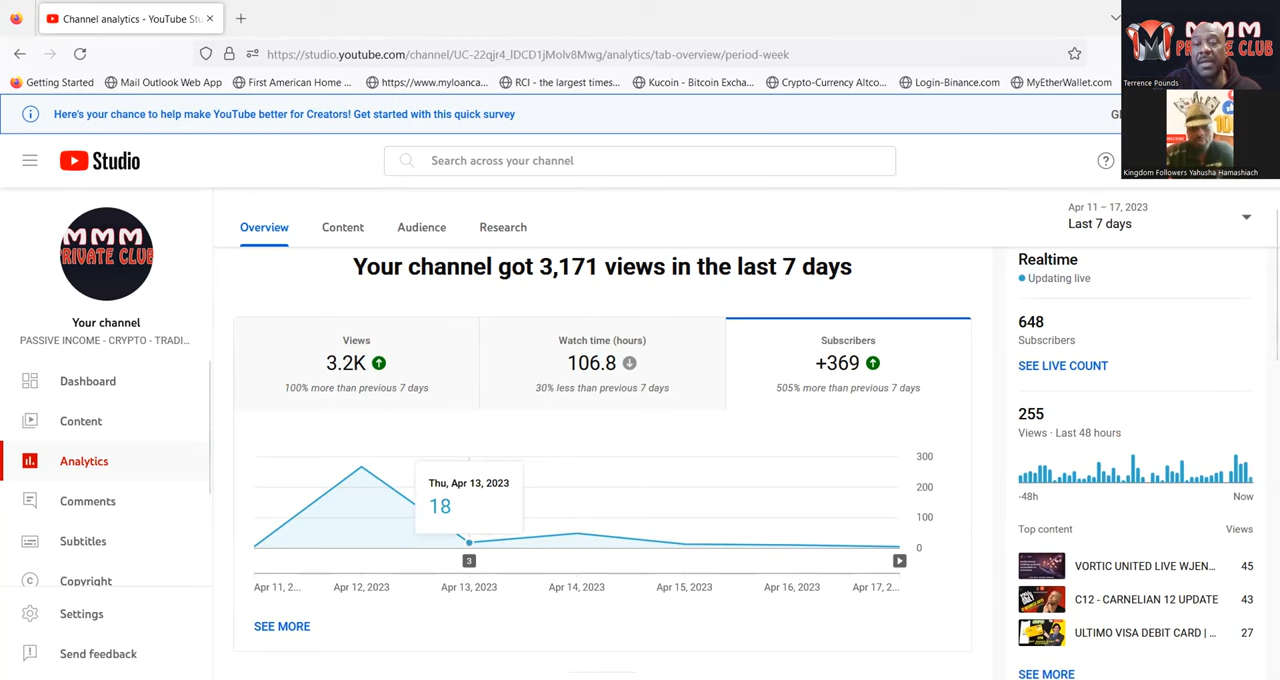 Channel analytics - YouTube Stu
https://studio.youtube.com/channel/UC-22qjr4_lDCD1jMolv8Mwg/analytics/tab-overview/period-week
Getting Started
Mail Outlook Web App
First American Home ...
https://www.myloanca...
RCI - the largest times...
Kucoin - Bitcoin Excha...
Crypto-Currency Altco...
Login-Binance.com
MyEtherWallet.com
MMM
PRIVATE CLUB
Terrence Pounds
Kingdom Followers Yahusha Hamashiach
Here's your chance to help make YouTube better for Creators! Get started with this quick survey
Studio
Search across your channel
MMM
PRIVATE CLUB
Your channel
PASSIVE INCOME - CRYPTO - TRADI...
Dashboard
Content
Analytics
Comments
Subtitles
Copyright
Settings
Send feedback
Overview
Content
Audience
Research
Apr 11 – 17, 2023
Last 7 days
Your channel got 3,171 views in the last 7 days
Views
3.2K
100% more than previous 7 days
Watch time (hours)
106.8
30% less than previous 7 days
Subscribers
+369
505% more than previous 7 days
300
200
100
0
Thu, Apr 13, 2023
18
3
Apr 11, 2...
Apr 12, 2023
Apr 13, 2023
Apr 14, 2023
Apr 15, 2023
Apr 16, 2023
Apr 17, 2...
SEE MORE
Realtime
Updating live
648
Subscribers
SEE LIVE COUNT
255
Views · Last 48 hours
-48h
Now
Top content
Views
VORTIC UNITED LIVE WJEN...
45
C12 - CARNELIAN 12 UPDATE
43
ULTIMO VISA DEBIT CARD | ...
27
SEE MORE